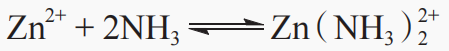 Zn²⁺ + 2NH₃ ⇌ Zn(NH₃)₂²⁺